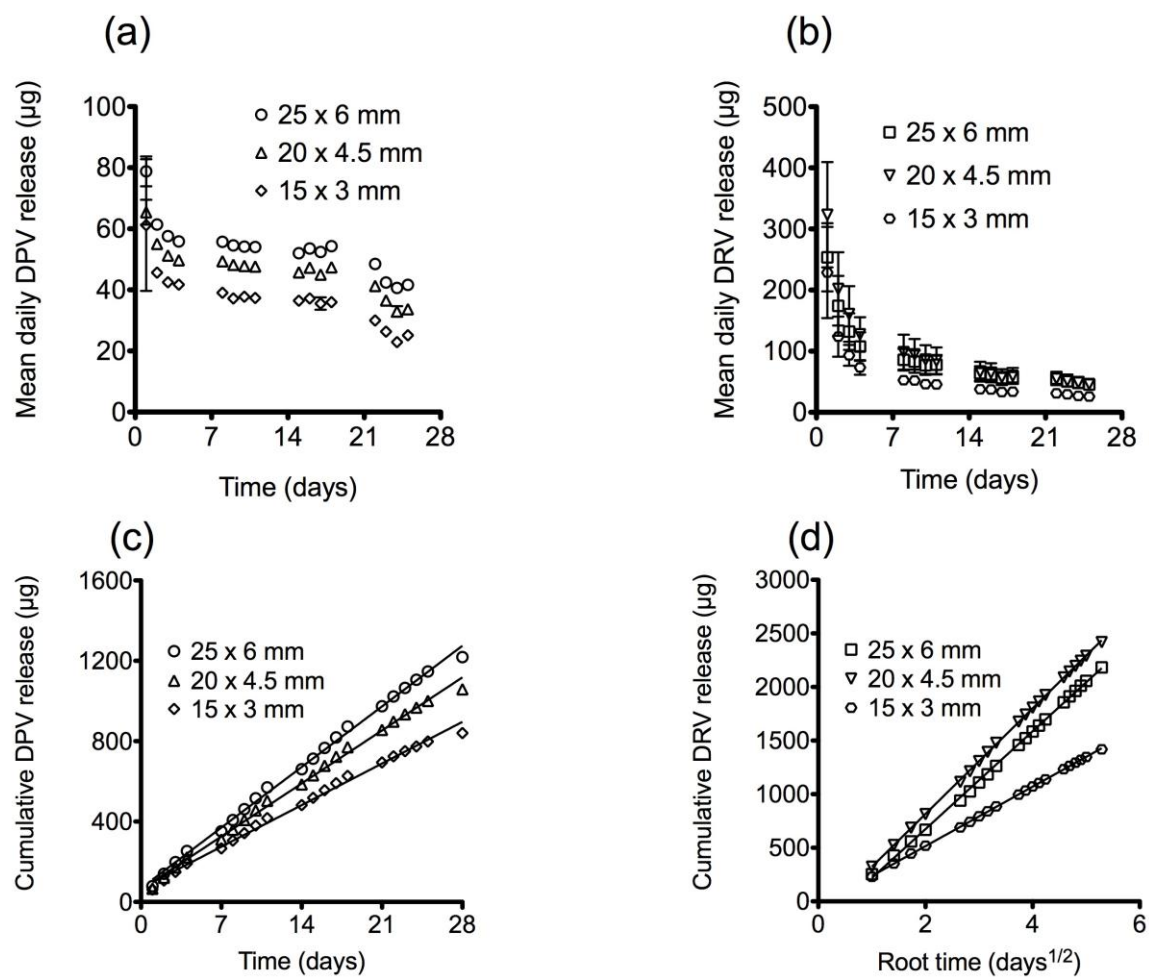 (a)
Mean daily DPV release (µg)
100
80
60
40
20
0
0 7 14 21 28
Time (days)
25 x 6 mm
20 x 4.5 mm
15 x 3 mm
(b)
Mean daily DRV release (µg)
500
400
300
200
100
0
0 7 14 21 28
Time (days)
25 x 6 mm
20 x 4.5 mm
15 x 3 mm
(c)
Cumulative DPV release (µg)
1600
1200
800
400
0
0 7 14 21 28
Time (days)
25 x 6 mm
20 x 4.5 mm
15 x 3 mm
(d)
Cumulative DRV release (µg)
3000
2500
2000
1500
1000
500
0
0 2 4 6
Root time (days1/2)
25 x 6 mm
20 x 4.5 mm
15 x 3 mm